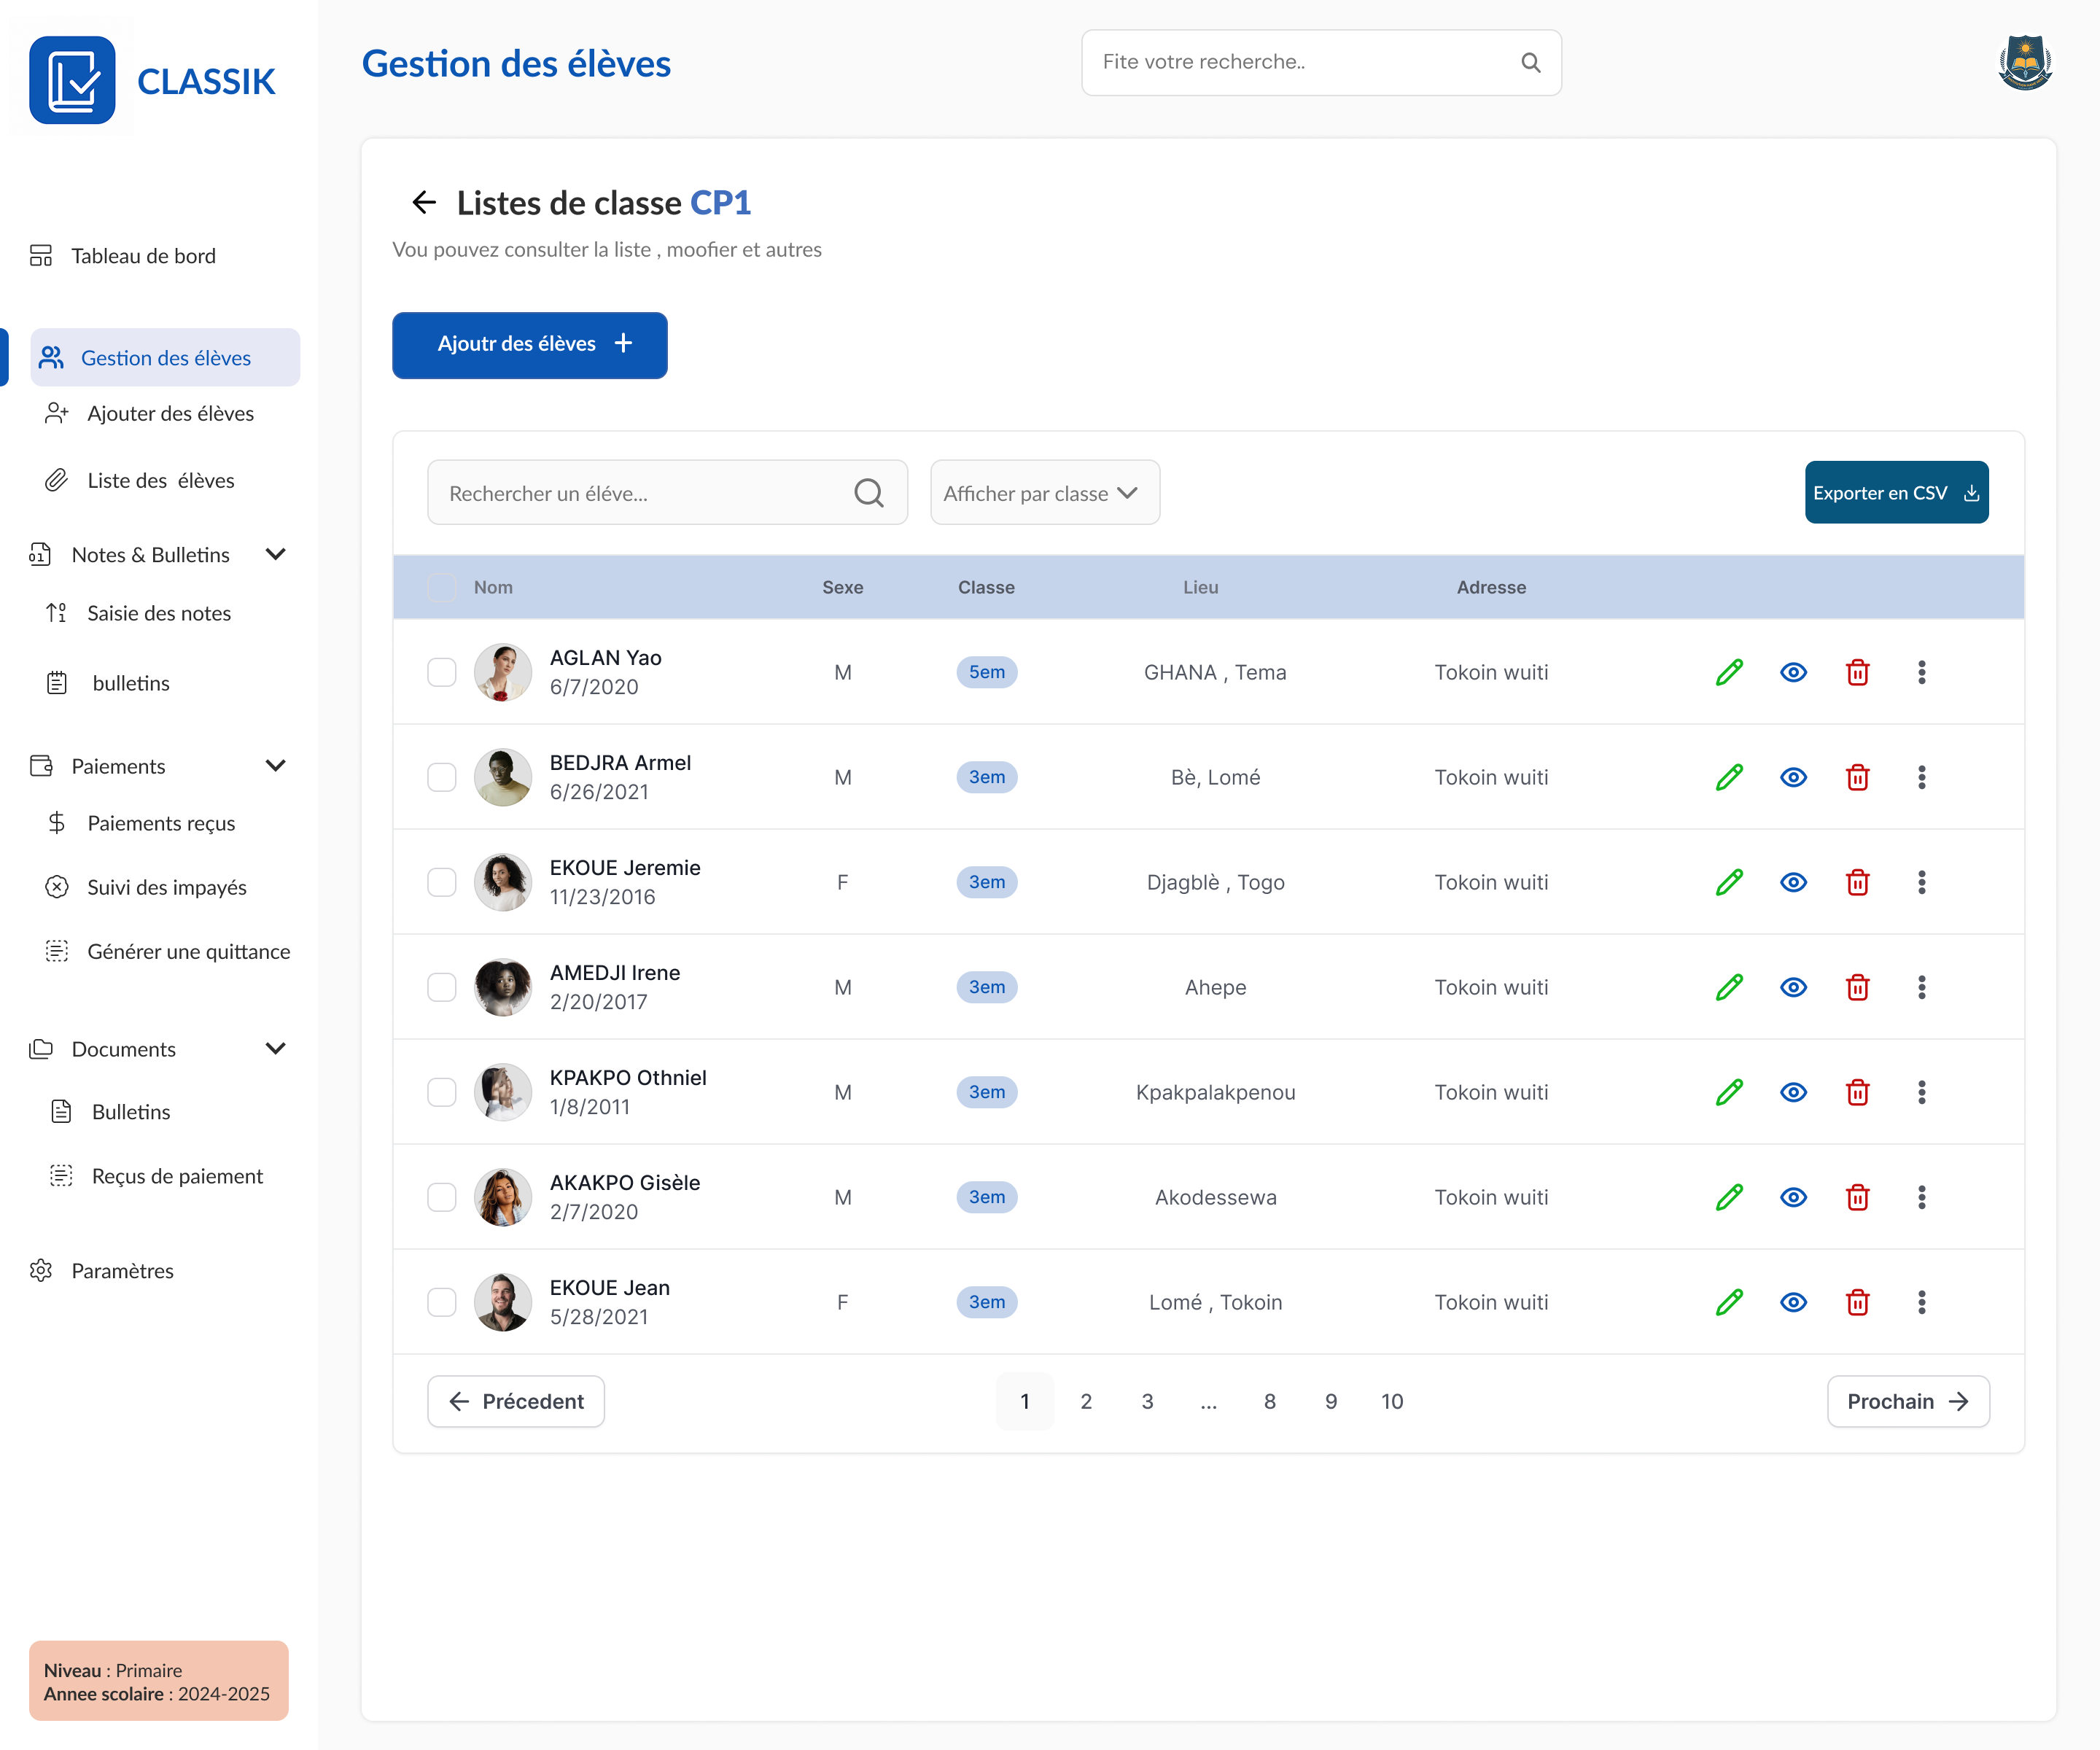 CLASSIK
Gestion des élèves
Fite votre recherche..
Tableau de bord
Gestion des élèves
Ajouter des élèves
Liste des  élèves
Notes & Bulletins
Saisie des notes
bulletins
Paiements
Paiements reçus
Suivi des impayés
Générer une quittance
Documents
Bulletins
Reçus de paiement
Paramètres
Niveau : Primaire
Annee scolaire : 2024-2025
Listes de classe CP1
Vou pouvez consulter la liste , moofier et autres
Ajoutr des élèves
Rechercher un éléve...
Afficher par classe
Exporter en CSV
Nom Sexe Classe Lieu Adresse
AGLAN Yao
6/7/2020
M 5em GHANA , Tema Tokoin wuiti
BEDJRA Armel
6/26/2021
M 3em Bè, Lomé Tokoin wuiti
EKOUE Jeremie
11/23/2016
F 3em Djagblè , Togo Tokoin wuiti
AMEDJI Irene
2/20/2017
M 3em Ahepe Tokoin wuiti
KPAKPO Othniel
1/8/2011
M 3em Kpakpalakpenou Tokoin wuiti
AKAKPO Gisèle
2/7/2020
M 3em Akodessewa Tokoin wuiti
EKOUE Jean
5/28/2021
F 3em Lomé , Tokoin Tokoin wuiti
Précedent 1 2 3 ... 8 9 10 Prochain